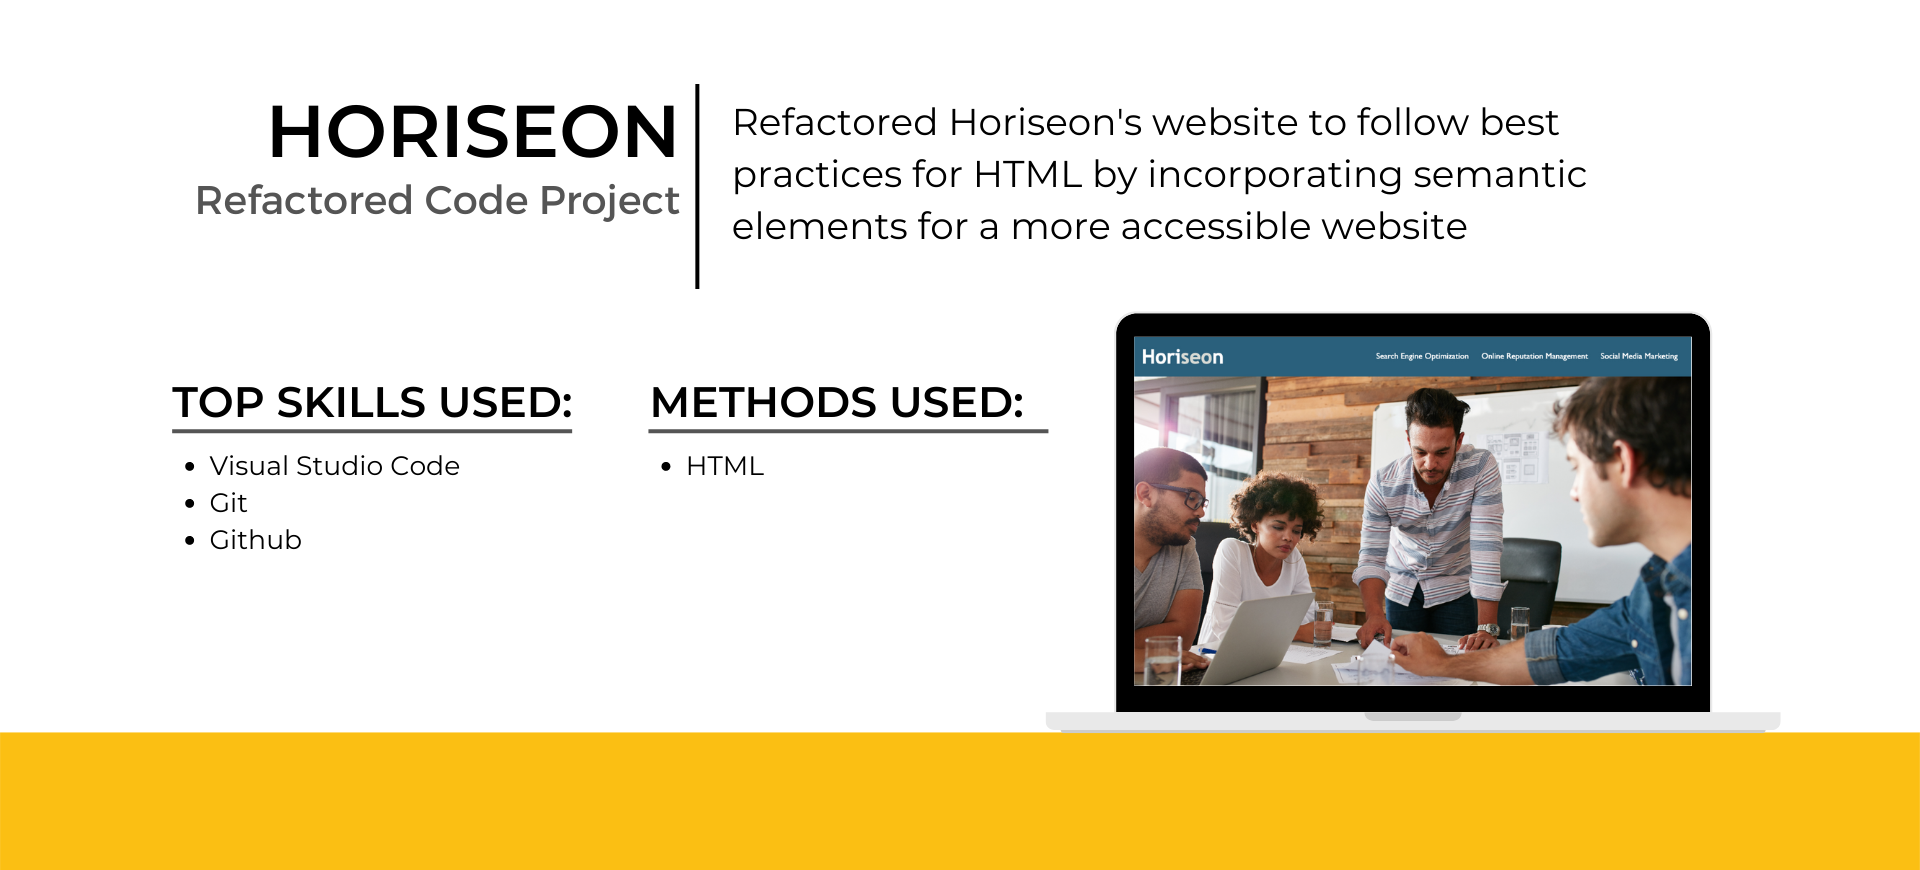 HORISEON
Refactored Code Project
Refactored Horiseon's website to follow best
practices for HTML by incorporating semantic
elements for a more accessible website
TOP SKILLS USED:
• Visual Studio Code
• Git
• Github
METHODS USED:
• HTML
Horiseon
Search Engine Optimization Online Reputation Management Social Media Marketing